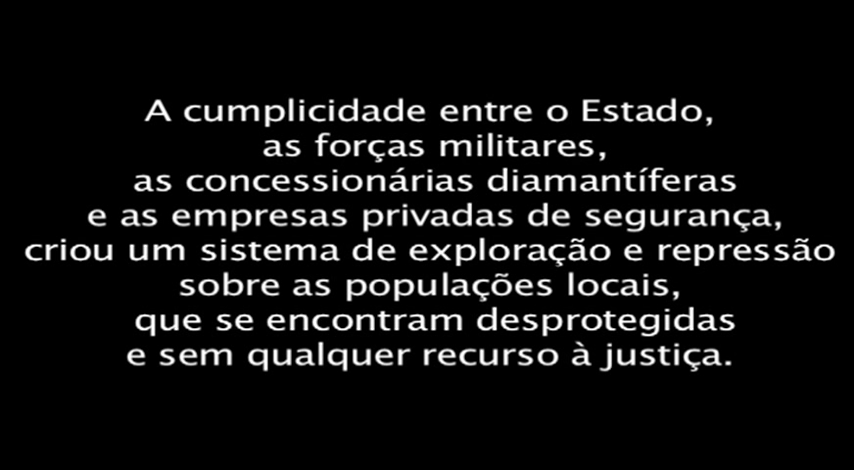 A cumplicidade entre o Estado,
as forças militares,
as concessionárias diamantíferas
e as empresas privadas de segurança,
criou um sistema de exploração e repressão
sobre as populações locais,
que se encontram desprotegidas
e sem qualquer recurso à justiça.